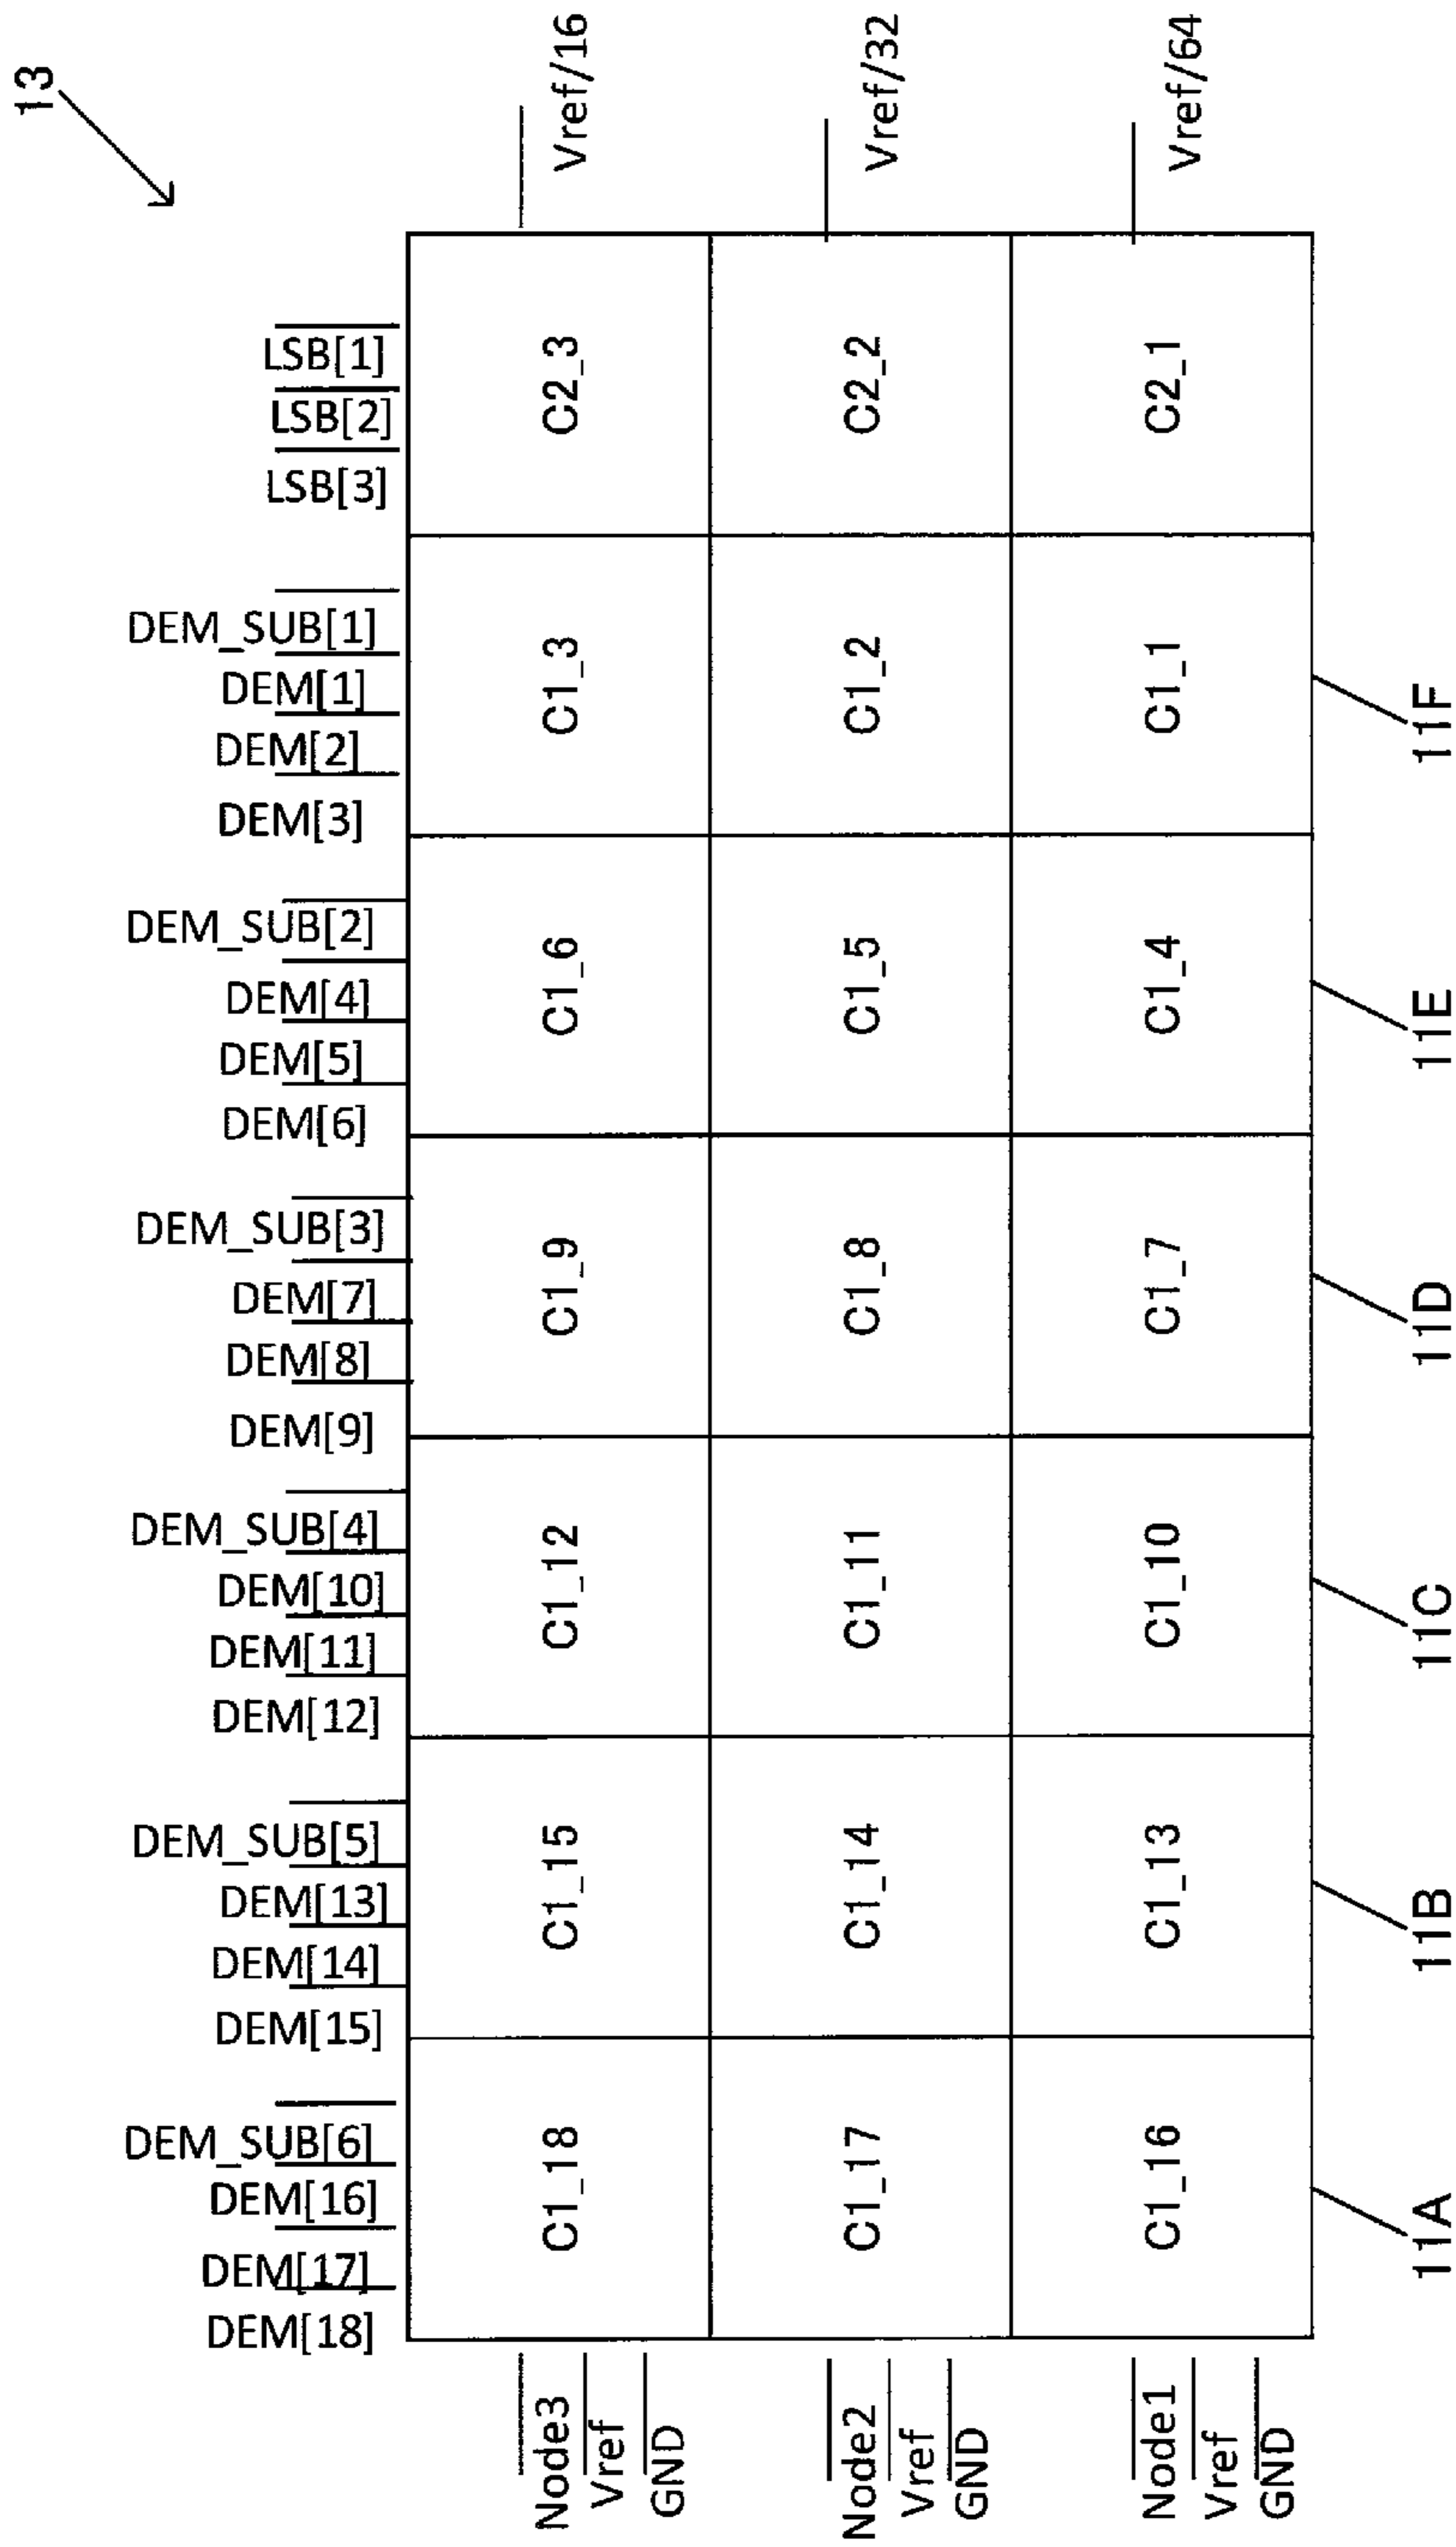 13
DEM[18]
DEM[17]
DEM[16]
DEM_SUB[6]
DEM[15]
DEM[14]
DEM[13]
DEM_SUB[5]
DEM[12]
DEM[11]
DEM[10]
DEM_SUB[4]
DEM[9]
DEM[8]
DEM[7]
DEM_SUB[3]
DEM[6]
DEM[5]
DEM[4]
DEM_SUB[2]
DEM[3]
DEM[2]
DEM[1]
DEM_SUB[1]
LSB[3]
LSB[2]
LSB[1]
Node3
Vref
GND
C1_18
C1_15
C1_12
C1_9
C1_6
C1_3
C2_3
Vref/16
Node2
Vref
GND
C1_17
C1_14
C1_11
C1_8
C1_5
C1_2
C2_2
Vref/32
Node1
Vref
GND
C1_16
C1_13
C1_10
C1_7
C1_4
C1_1
C2_1
Vref/64
11A
11B
11C
11D
11E
11F